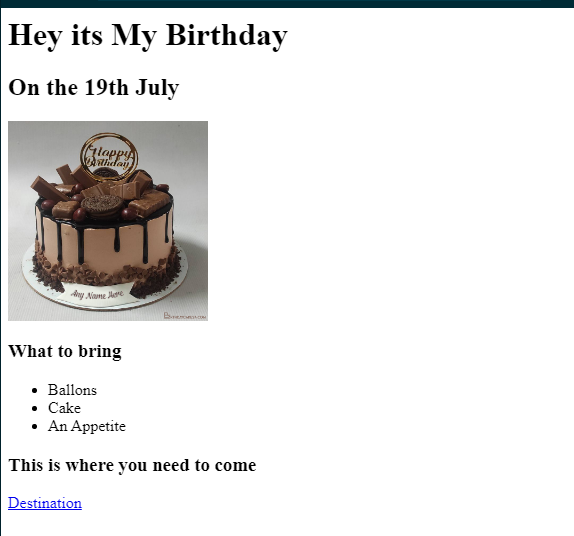 Hey its My Birthday
On the 19th July
Happy
Birthday
Any Name Here
What to bring
Ballons
Cake
An Appetite
This is where you need to come
Destination